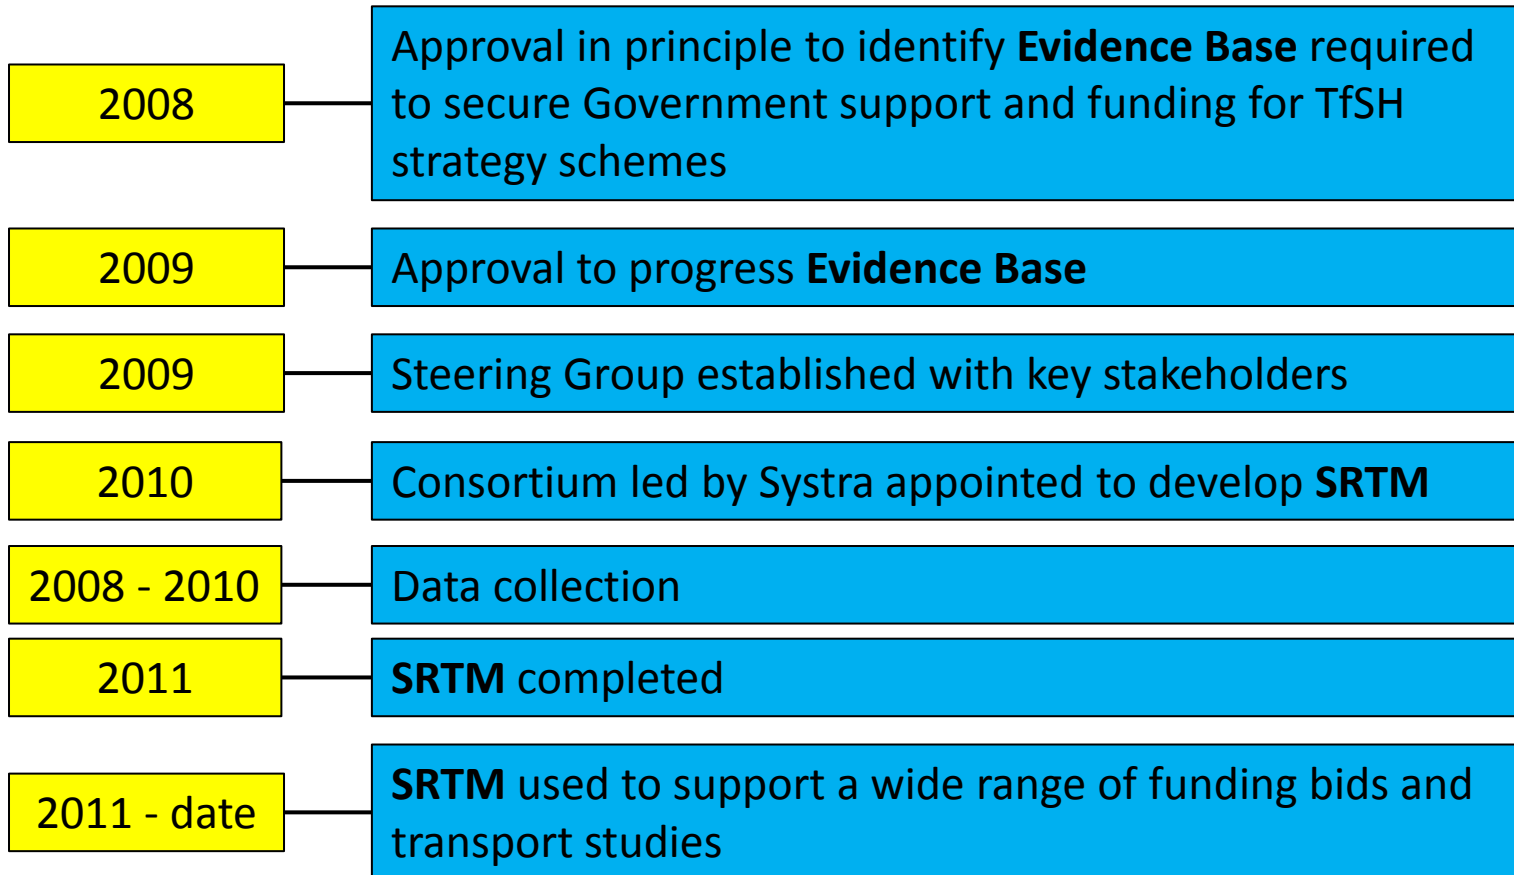 2008
Approval in principle to identify Evidence Base required
to secure Government support and funding for TfSH
strategy schemes
2009
Approval to progress Evidence Base
2009
Steering Group established with key stakeholders
2010
Consortium led by Systra appointed to develop SRTM
2008 - 2010
Data collection
2011
SRTM completed
2011 - date
SRTM used to support a wide range of funding bids and
transport studies